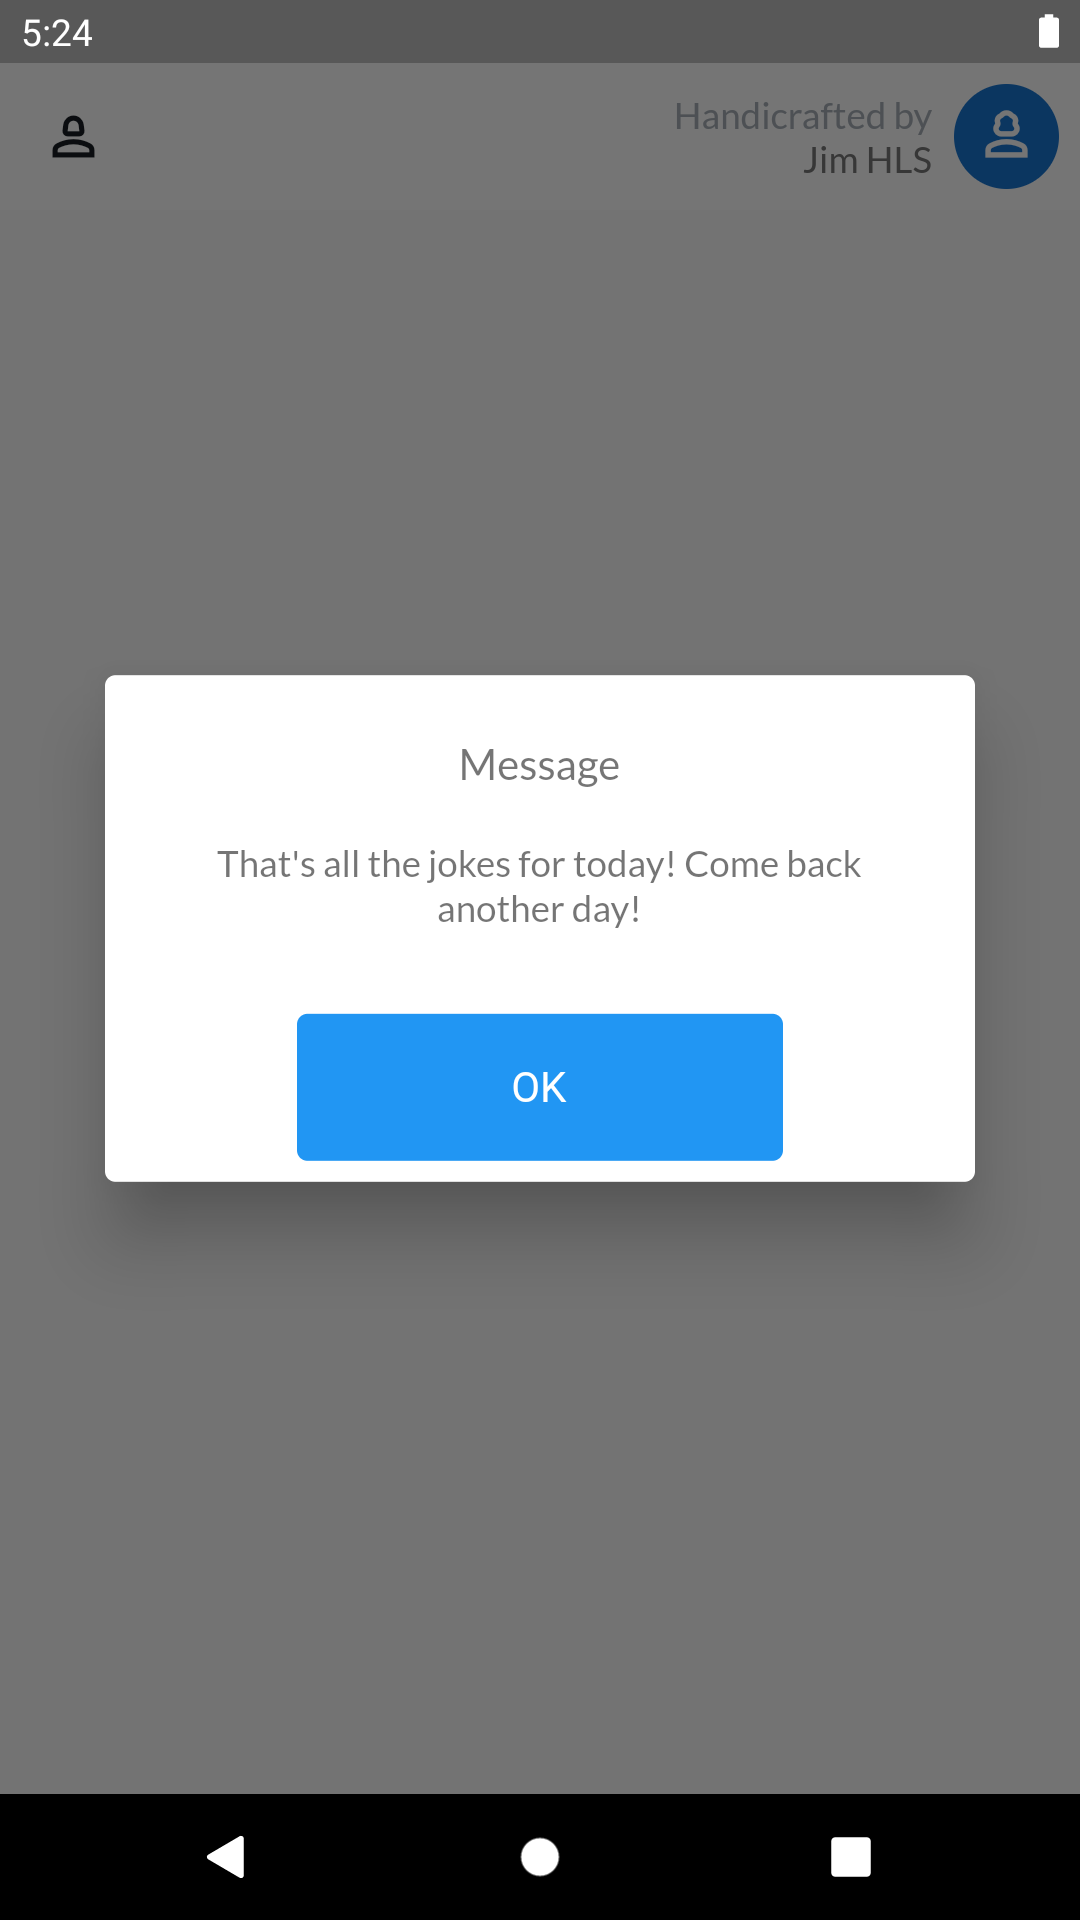 5:24
Handicrafted by
Jim HLS
Message
That's all the jokes for today! Come back
another day!
OK